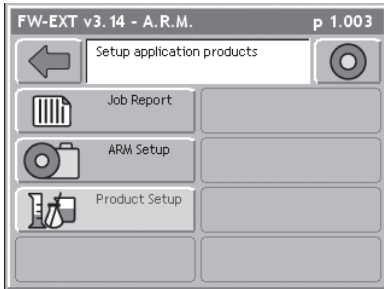 FW-EXT v3.14 - A.R.M. p 1.003
Setup application products
Job Report
ARM Setup
Product Setup